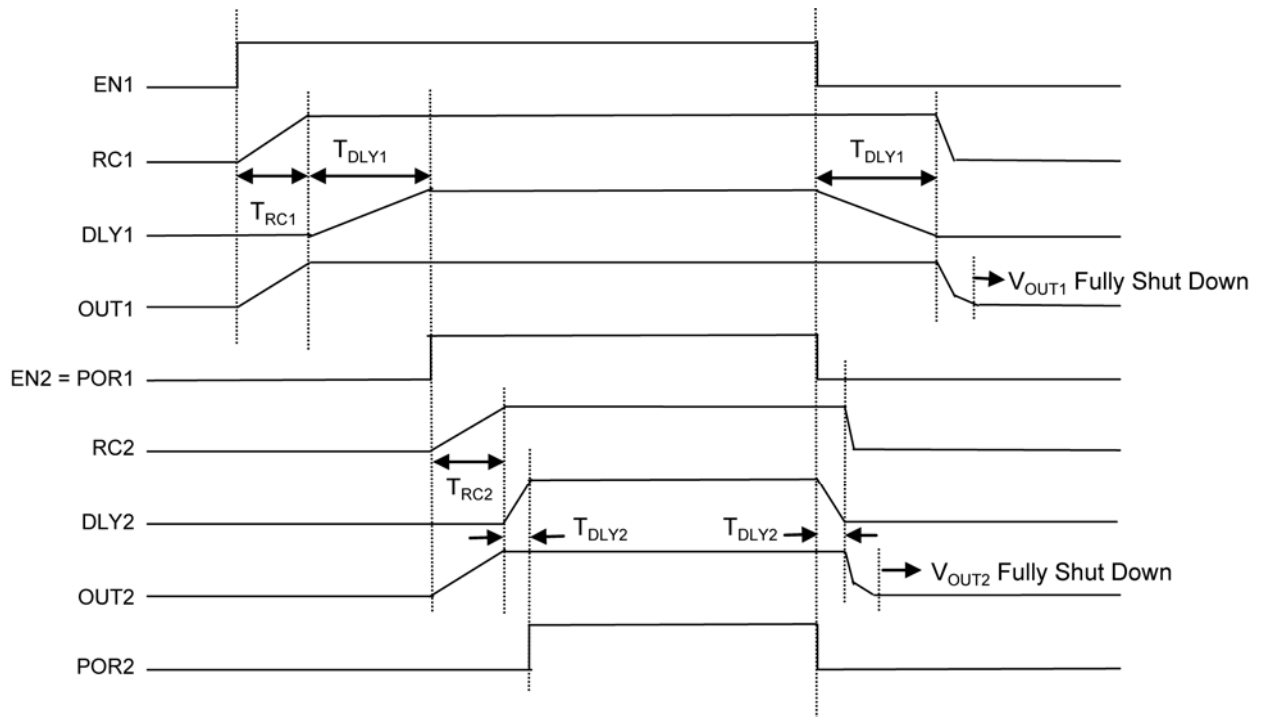 EN1
RC1
T_DLY1
T_DLY1
T_RC1
DLY1
OUT1
V_OUT1 Fully Shut Down
EN2 = POR1
RC2
T_RC2
DLY2
T_DLY2
T_DLY2
OUT2
V_OUT2 Fully Shut Down
POR2